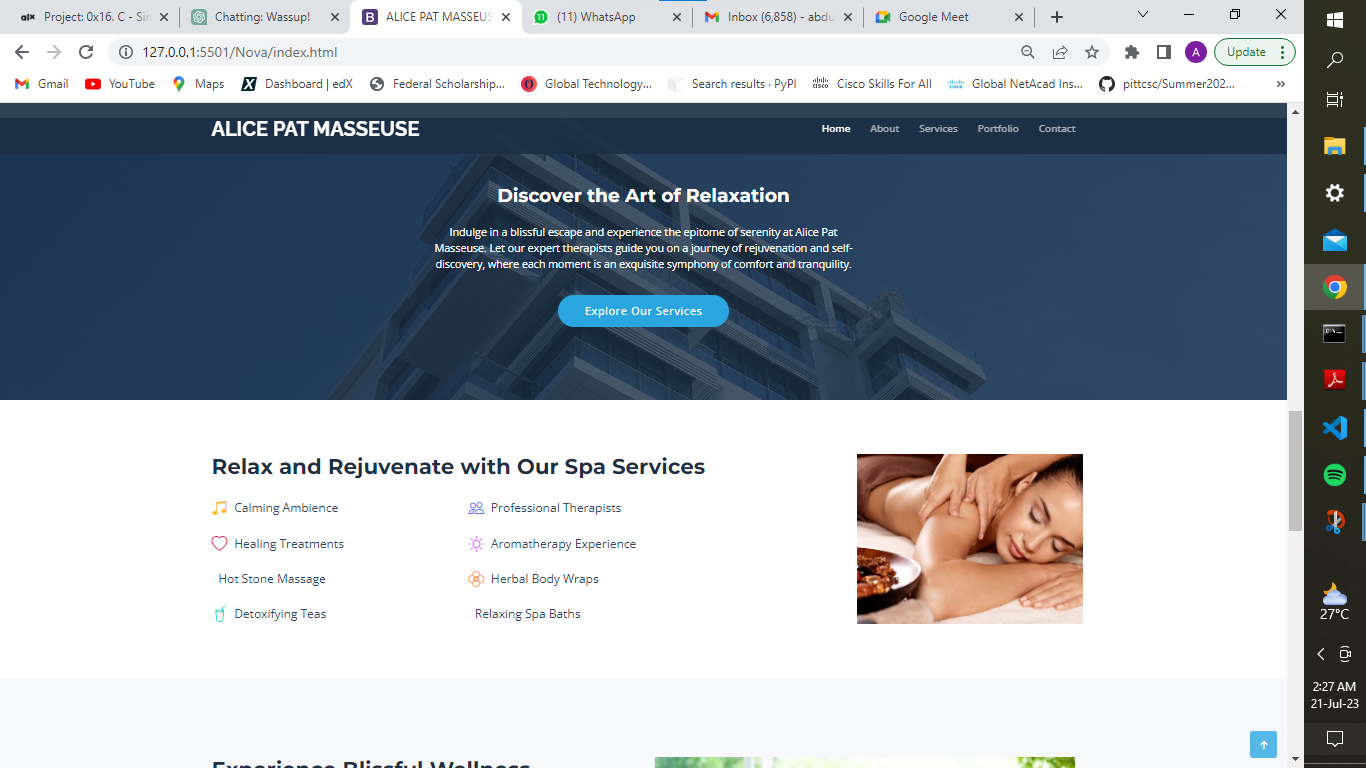 alx Project: 0x16. C - Sin
Chatting: Wassup!
B ALICE PAT MASSEUS
11 (11) WhatsApp
Inbox (6,858) - abdu
Google Meet
127.0.0.1:5501/Nova/index.html
A
Update
Gmail
YouTube
Maps
Dashboard | edX
Federal Scholarship...
Global Technology...
Search results · PyPI
Cisco Skills For All
Global NetAcad Ins...
pittcsc/Summer202...
»
ALICE PAT MASSEUSE
Home About Services Portfolio Contact
Discover the Art of Relaxation
Indulge in a blissful escape and experience the epitome of serenity at Alice Pat
Masseuse. Let our expert therapists guide you on a journey of rejuvenation and self-
discovery, where each moment is an exquisite symphony of comfort and tranquility.
Explore Our Services
Relax and Rejuvenate with Our Spa Services
Calming Ambience
Professional Therapists
Healing Treatments
Aromatherapy Experience
Hot Stone Massage
Herbal Body Wraps
Detoxifying Teas
Relaxing Spa Baths
Experience Blissful Wellness
27°C
2:27 AM
21-Jul-23